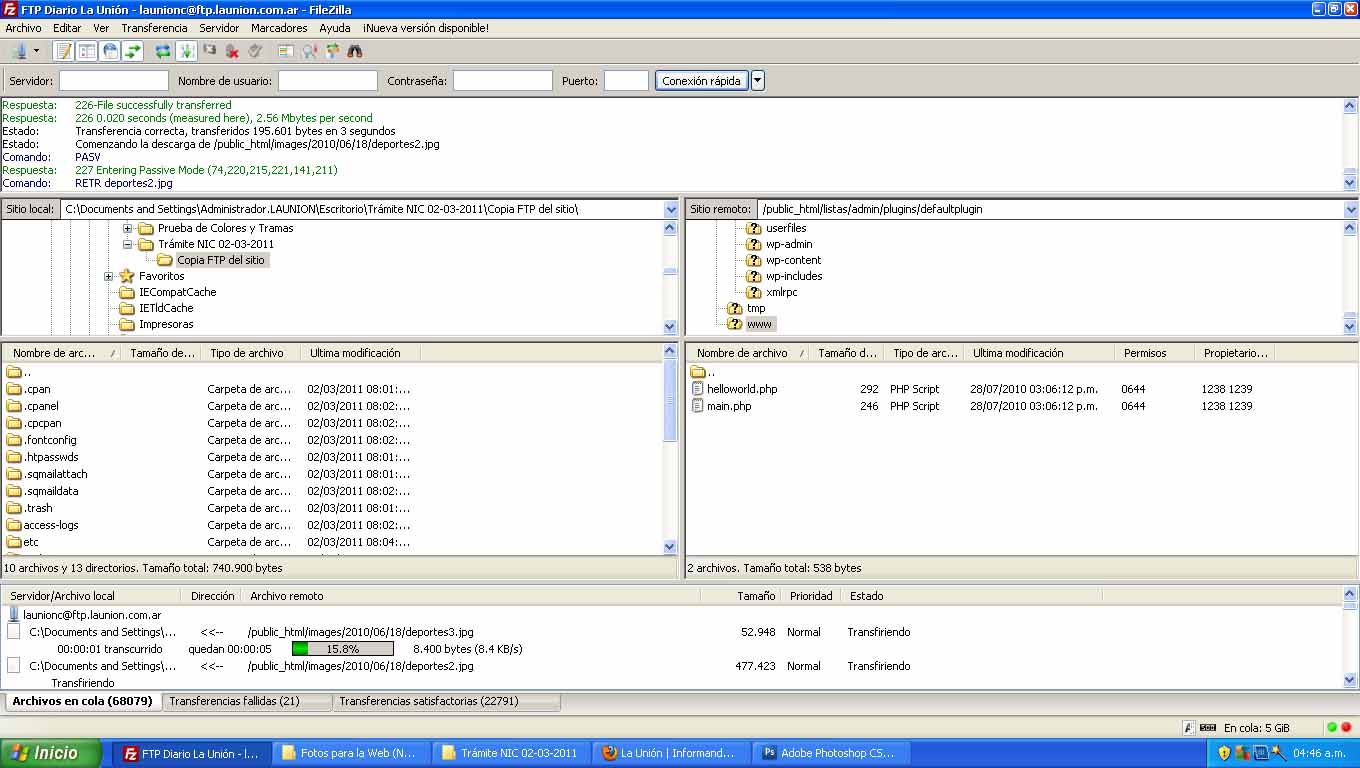 FTP Diario La Unión - launionc@ftp.launion.com.ar - FileZilla
Archivo Editar Ver Transferencia Servidor Marcadores Ayuda ¡Nueva versión disponible!
Servidor: Nombre de usuario: Contraseña: Puerto: Conexión rápida
Respuesta: 226-File successfully transferred
Respuesta: 226 0.020 seconds (measured here), 2.56 Mbytes per second
Estado: Transferencia correcta, transferidos 195.601 bytes en 3 segundos
Estado: Comenzando la descarga de /public_html/images/2010/06/18/deportes2.jpg
Comando: PASV
Respuesta: 227 Entering Passive Mode (74,220,215,221,141,211)
Comando: RETR deportes2.jpg
Sitio local: C:\Documents and Settings\Administrador.LAUNION\Escritorio\Trámite NIC 02-03-2011\Copia FTP del sitio\
Prueba de Colores y Tramas
Trámite NIC 02-03-2011
Copia FTP del sitio
Favoritos
IECompatCache
IETldCache
Impresoras
Sitio remoto: /public_html/listas/admin/plugins/defaultplugin
userfiles
wp-admin
wp-content
wp-includes
xmlrpc
tmp
www
Nombre de arc... / Tamaño de... Tipo de archivo Ultima modificación
..
.cpan Carpeta de arc... 02/03/2011 08:01:...
.cpanel Carpeta de arc... 02/03/2011 08:02:...
.cpcpan Carpeta de arc... 02/03/2011 08:02:...
.fontconfig Carpeta de arc... 02/03/2011 08:02:...
.htpasswds Carpeta de arc... 02/03/2011 08:01:...
.sqmailattach Carpeta de arc... 02/03/2011 08:01:...
.sqmaildata Carpeta de arc... 02/03/2011 08:02:...
.trash Carpeta de arc... 02/03/2011 08:01:...
access-logs Carpeta de arc... 02/03/2011 08:02:...
etc Carpeta de arc... 02/03/2011 08:04:...
10 archivos y 13 directorios. Tamaño total: 740.900 bytes
Nombre de archivo / Tamaño d... Tipo de arc... Ultima modificación Permisos Propietario...
..
helloworld.php 292 PHP Script 28/07/2010 03:06:12 p.m. 0644 1238 1239
main.php 246 PHP Script 28/07/2010 03:06:12 p.m. 0644 1238 1239
2 archivos. Tamaño total: 538 bytes
Servidor/Archivo local Dirección Archivo remoto Tamaño Prioridad Estado
launionc@ftp.launion.com.ar
C:\Documents and Settings\... <<-- /public_html/images/2010/06/18/deportes3.jpg 52.948 Normal Transfiriendo
00:00:01 transcurrido quedan 00:00:05 15.8% 8.400 bytes (8.4 KB/s)
C:\Documents and Settings\... <<-- /public_html/images/2010/06/18/deportes2.jpg 477.423 Normal Transfiriendo
Transfiriendo
Archivos en cola (68079) Transferencias fallidas (21) Transferencias satisfactorias (22791)
En cola: 5 GiB
Inicio FTP Diario La Unión - l... Fotos para la Web (N... Trámite NIC 02-03-2011 La Unión | Informand... Adobe Photoshop CS... 04:46 a.m.